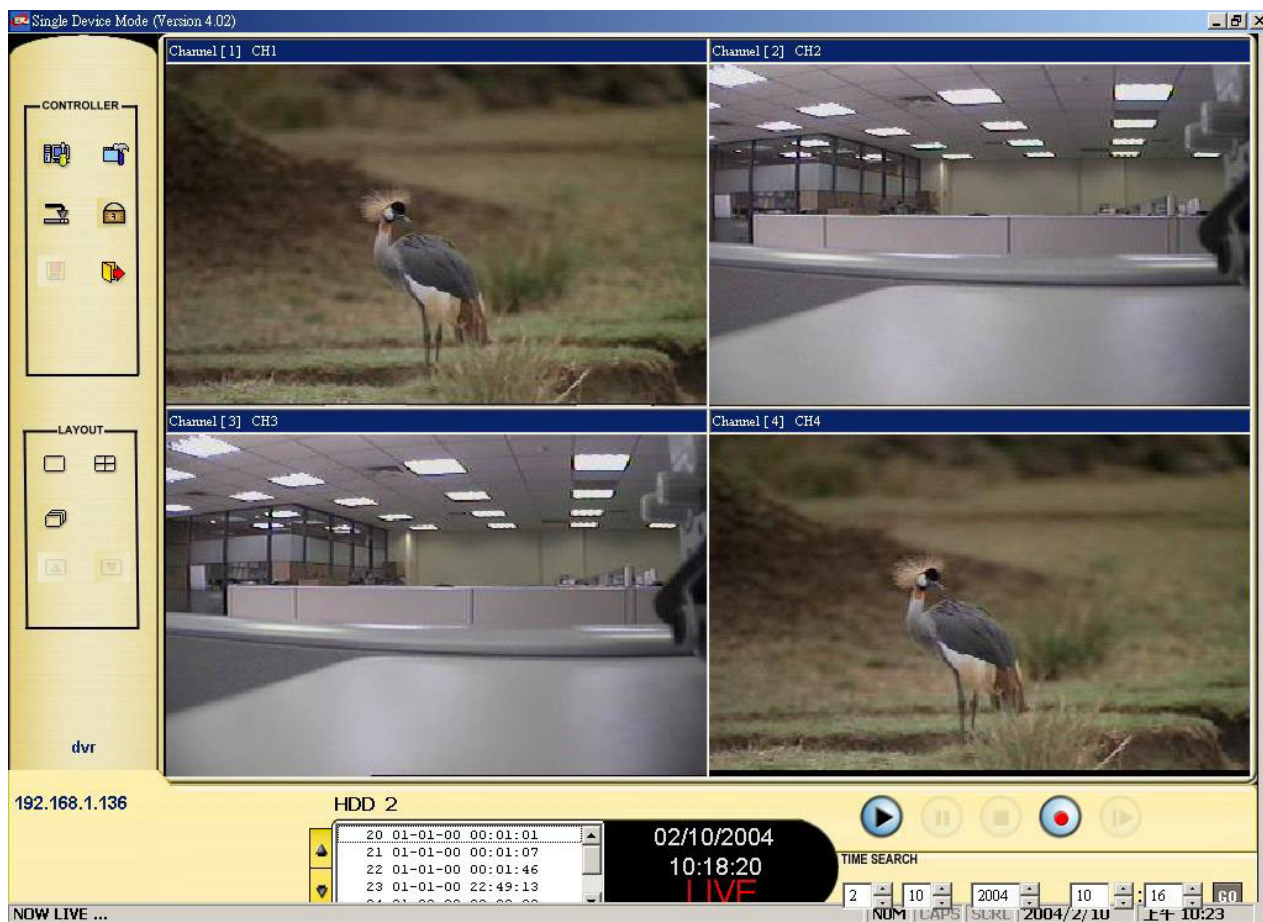 Single Device Mode (Version 4.02)
Channel [ 1] CH1
Channel [ 2] CH2
CONTROLLER
Channel [ 3] CH3
Channel [ 4] CH4
LAYOUT
dvr
192.168.1.136
HDD 2
20 01-01-00 00:01:01
21 01-01-00 00:01:07
22 01-01-00 00:01:46
23 01-01-00 22:49:13
02/10/2004
10:18:20
LIVE
TIME SEARCH
2 10 2004 10 : 16 GO
NOW LIVE ...
NUM CAPS SCRL 2004/2/10 上午 10:23